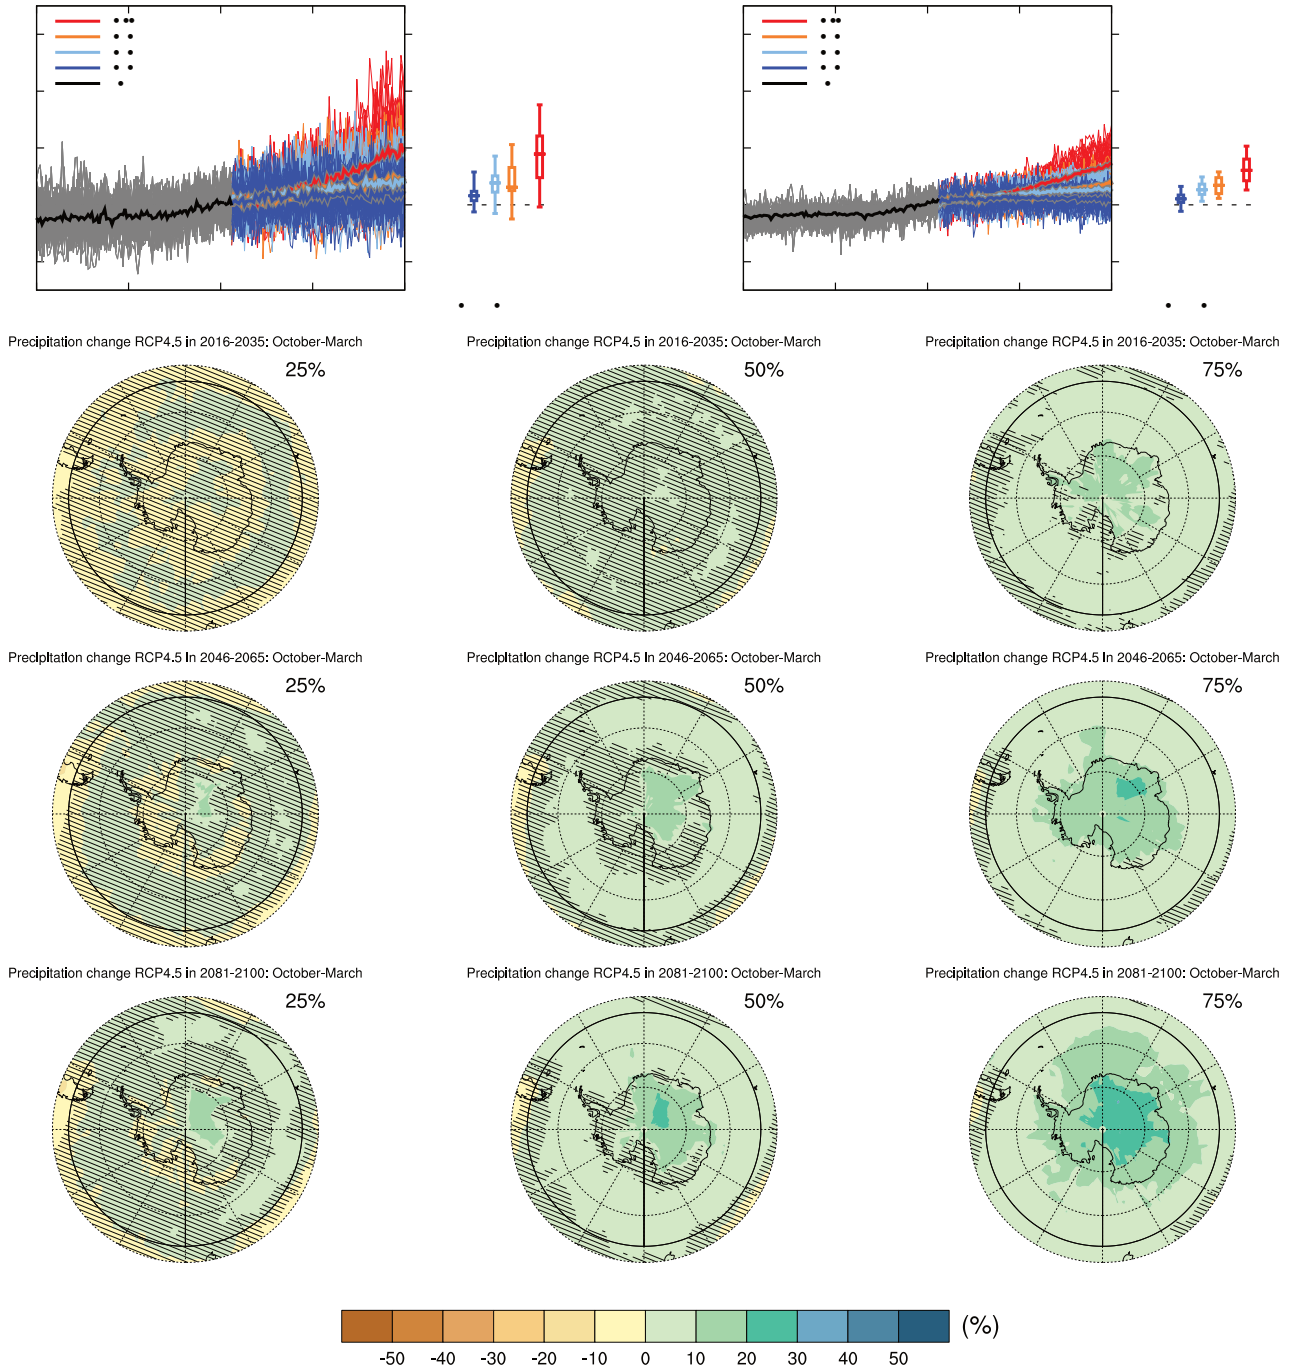 Precipitation change RCP4.5 in 2016-2035: October-March
25%
Precipitation change RCP4.5 in 2016-2035: October-March
50%
Precipitation change RCP4.5 in 2016-2035: October-March
75%
Precipitation change RCP4.5 in 2046-2065: October-March
25%
Precipitation change RCP4.5 in 2046-2065: October-March
50%
Precipitation change RCP4.5 in 2046-2065: October-March
75%
Precipitation change RCP4.5 in 2081-2100: October-March
25%
Precipitation change RCP4.5 in 2081-2100: October-March
50%
Precipitation change RCP4.5 in 2081-2100: October-March
75%
(%)
-50 -40 -30 -20 -10 0 10 20 30 40 50